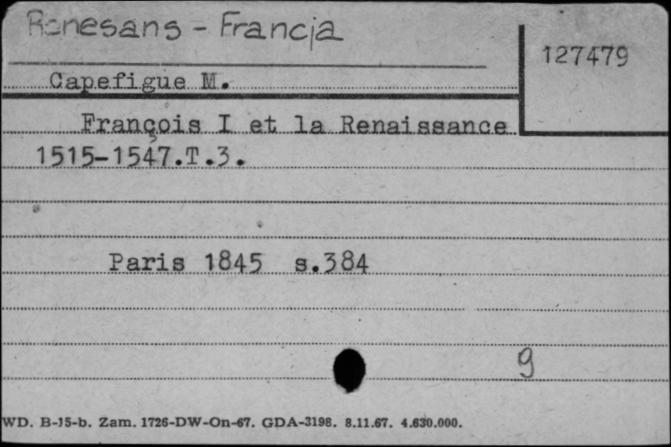 Renesans - Francja
127479
Capefigue M.
François I et la Renaissance
1515-1547.T.3.
Paris 1845 s.384
9
WD. B-15-b. Zam. 1726-DW-On-67. GDA-3198. 8.11.67. 4.630.000.